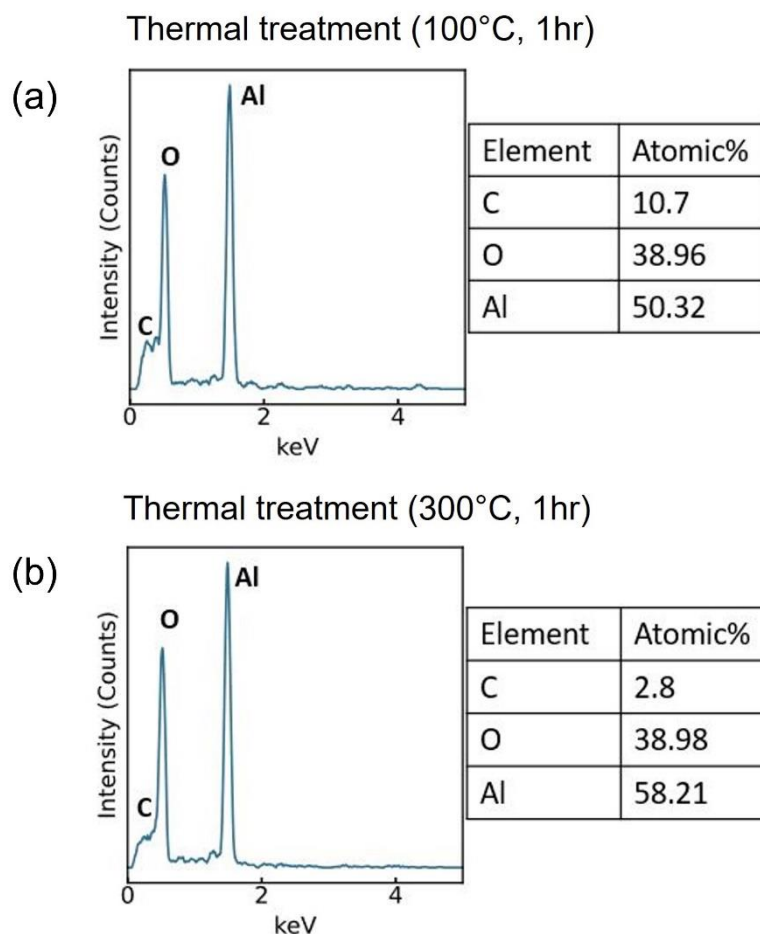 Thermal treatment (100°C, 1hr)
(a)
Al
O
C
Intensity (Counts)
0 2 4
keV
Element Atomic%
C 10.7
O 38.96
Al 50.32
Thermal treatment (300°C, 1hr)
(b)
Al
O
C
Intensity (Counts)
0 2 4
keV
Element Atomic%
C 2.8
O 38.98
Al 58.21